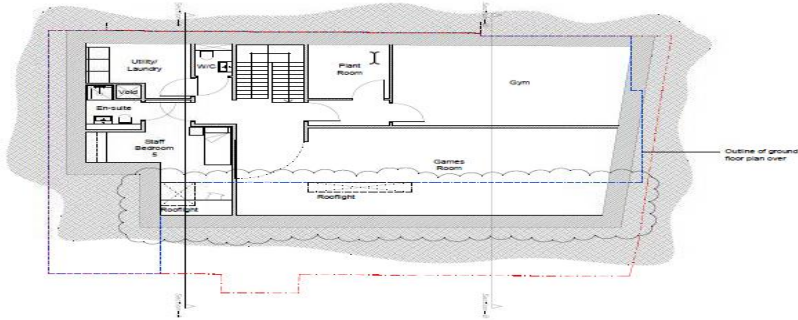 Utility/
Laundry
W/C
Plant
Room
Gym
Void
En-suite
Staff
Bedroom
5
Games
Room
Outline of ground
floor plan over
Rooflight
Rooflight